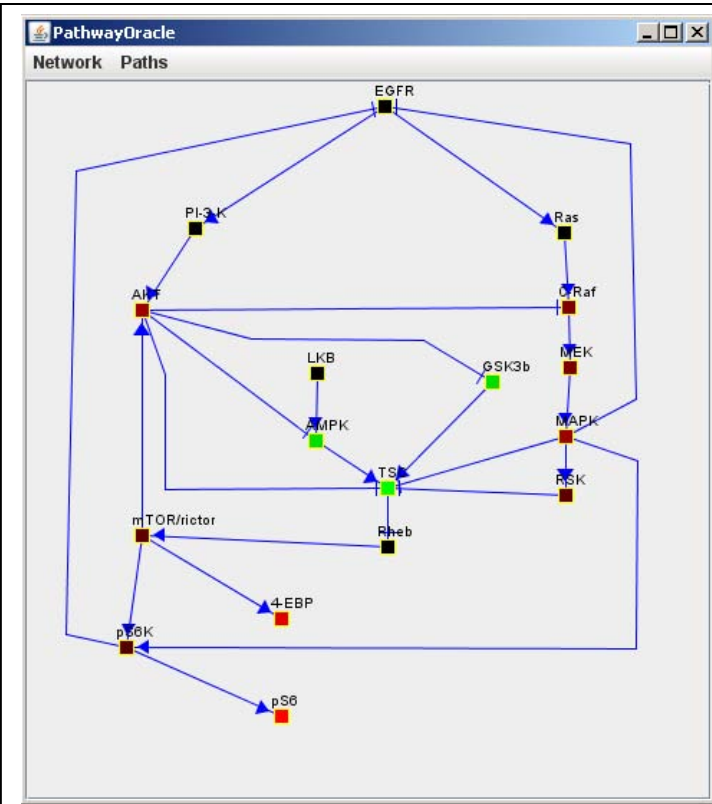 PathwayOracle
Network Paths
EGFR
PI-3 K
Ras
AKT
C-Raf
LKB
GSK3b
MEK
AMPK
MAPK
TSC
RSK
mTOR/rictor
Rheb
4-EBP
pS6K
pS6